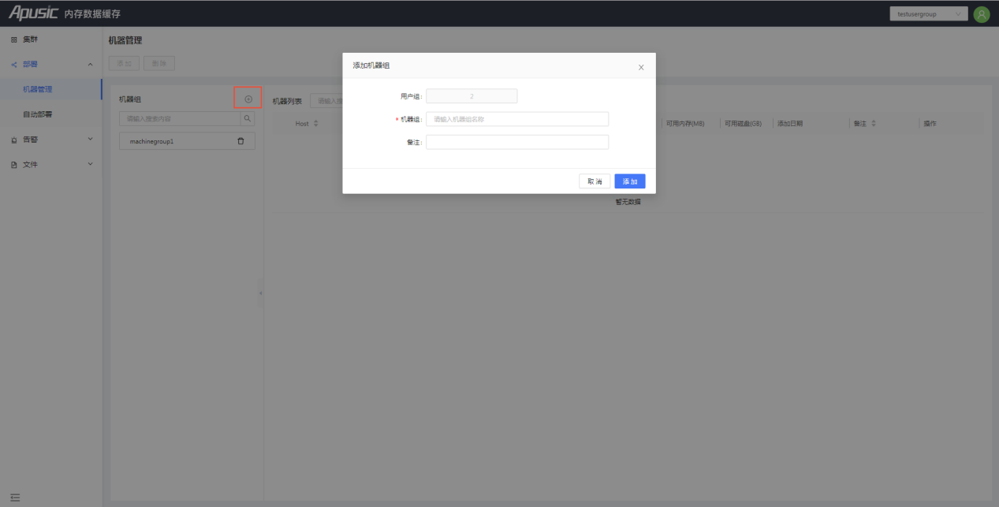 Apusic 内存数据缓存
testusergroup
集群
部署
机器管理
自动部署
告警
文件
机器管理
添 加
删 除
机器组
请输入搜索内容
machinegroup1
机器列表
请输入搜
Host
可用内存(MB)
可用磁盘(GB)
添加日期
备注
操作
暂无数据
添加机器组
用户组:
2
* 机器组:
请输入机器组名称
备注:
取 消
添 加